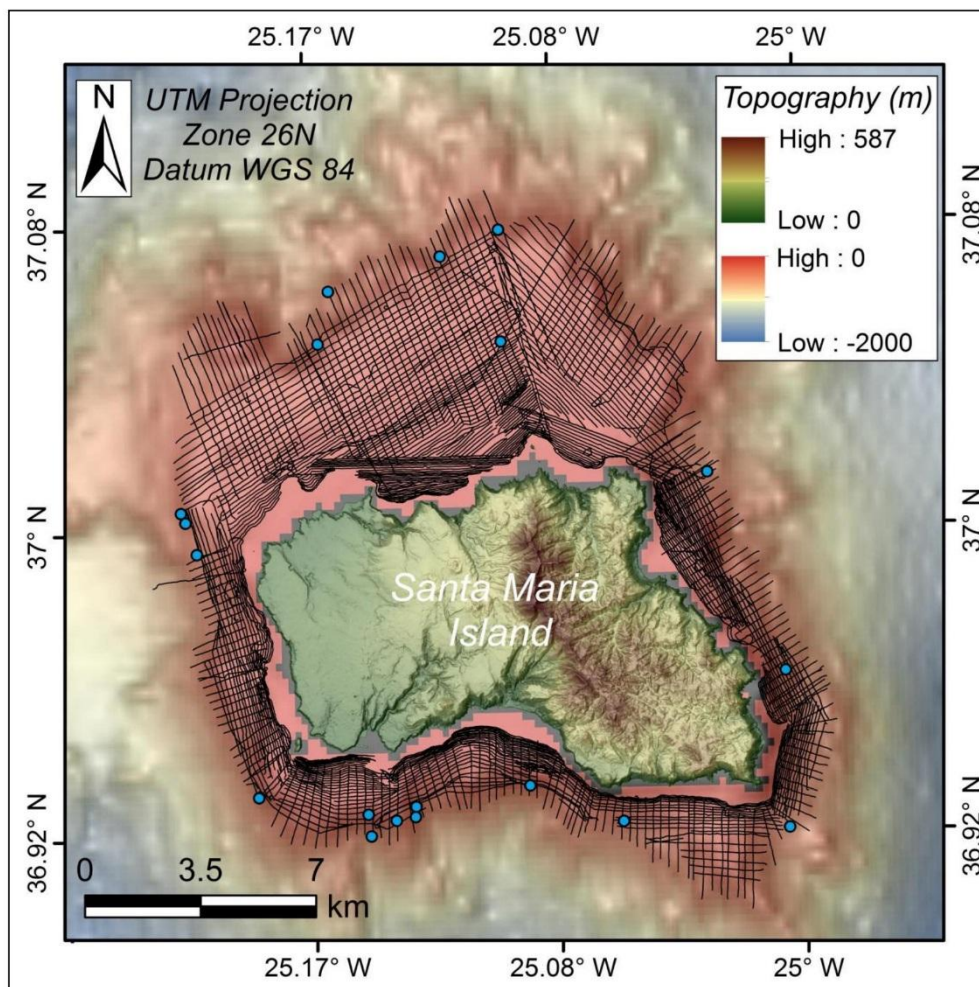 25.17° W
25.08° W
25° W
N
UTM Projection
Zone 26N
Datum WGS 84
Topography (m)
High : 587
Low : 0
High : 0
Low : -2000
37.08° N
37.08° N
37° N
37° N
Santa Maria
Island
36.92° N
36.92° N
0
3.5
7
km
25.17° W
25.08° W
25° W